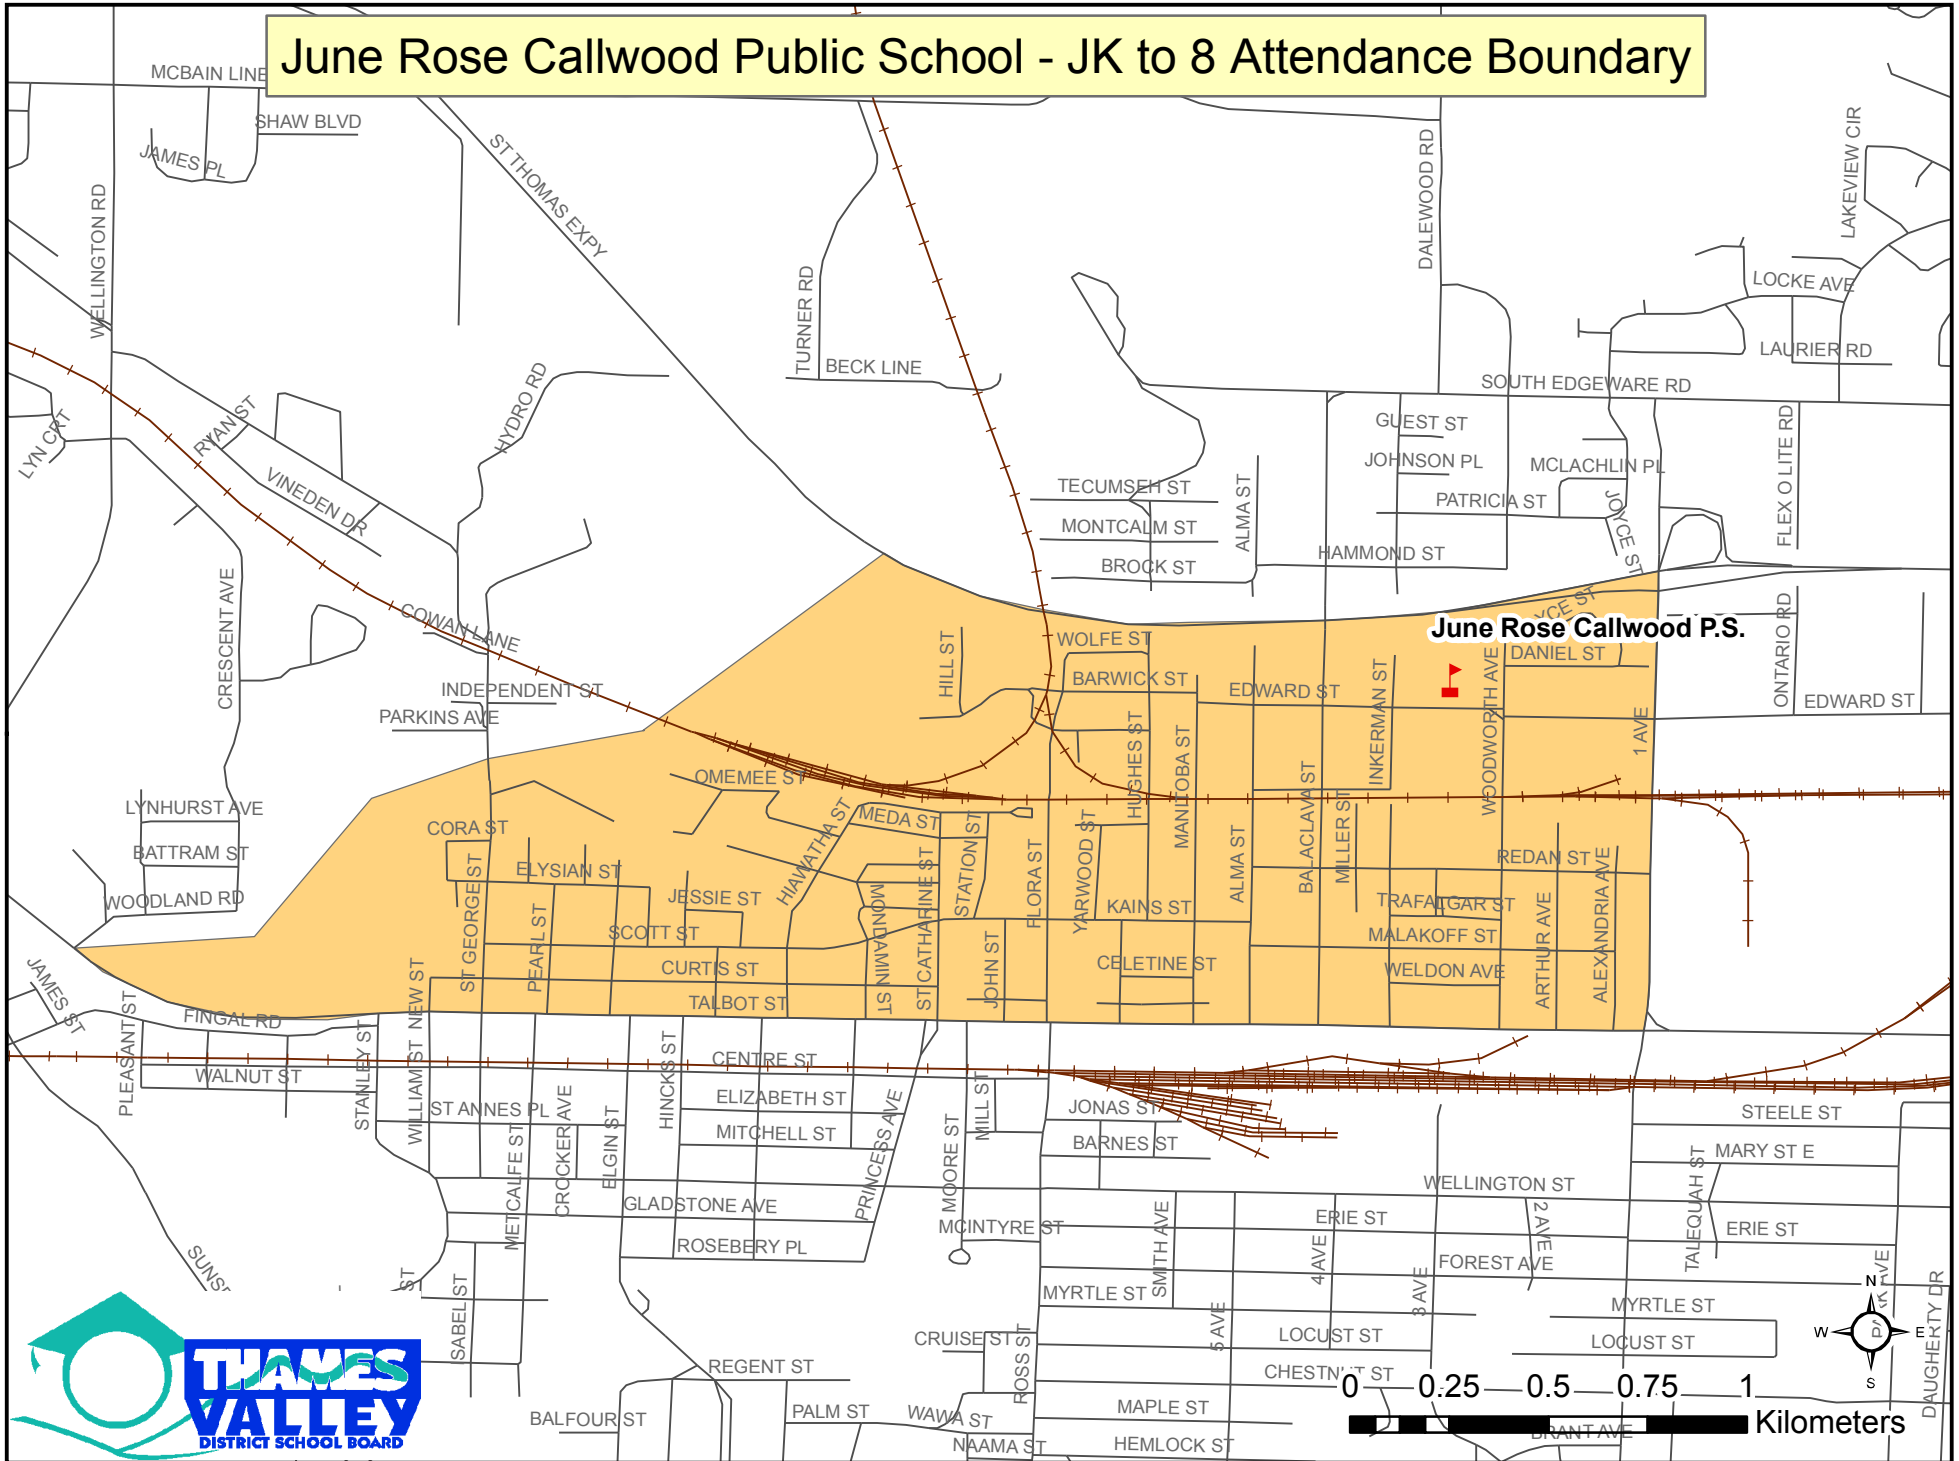 June Rose Callwood Public School - JK to 8 Attendance Boundary
MCBAIN LINE
SHAW BLVD
JAMES PL
ST THOMAS EXPY
WELLINGTON RD
DALEWOOD RD
LAKEVIEW CIR
LOCKE AVE
LAURIER RD
TURNER RD
BECK LINE
SOUTH EDGEWARE RD
HYDRO RD
RYAN ST
LYN CRT
VINEDEN DR
GUEST ST
JOHNSON PL
MCLACHLIN PL
PATRICIA ST
JOYCE ST
FLEX O LITE RD
TECUMSEH ST
MONTCALM ST
BROCK ST
ALMA ST
HAMMOND ST
CRESCENT AVE
COWAN LANE
INDEPENDENT ST
PARKINS AVE
HILL ST
WOLFE ST
BARWICK ST
EDWARD ST
INKERMAN ST
WOODWORTH AVE
YCE ST
June Rose Callwood P.S.
DANIEL ST
1 AVE
ONTARIO RD
EDWARD ST
HUGHES ST
MANITOBA ST
OMEMEE ST
MEDA ST
HIAWATHA ST
STATION ST
FLORA ST
YARWOOD ST
ALMA ST
BALACLAVA ST
MILLER ST
REDAN ST
LYNHURST AVE
BATTRAM ST
WOODLAND RD
CORA ST
ELYSIAN ST
JESSIE ST
ST GEORGE ST
PEARL ST
SCOTT ST
CURTIS ST
TALBOT ST
MONDAMIN ST
ST CATHARINE ST
JOHN ST
KAINS ST
CELETINE ST
TRAFALGAR ST
MALAKOFF ST
WELDON AVE
ARTHUR AVE
ALEXANDRIA AVE
JAMES ST
PLEASANT ST
FINGAL RD
WALNUT ST
STANLEY ST
WILLIAM ST
NEW ST
ST ANNES PL
METCALFE ST
CROCKER AVE
ELGIN ST
HINCKS ST
CENTRE ST
ELIZABETH ST
MITCHELL ST
PRINCESS AVE
MOORE ST
MILL ST
JONAS ST
BARNES ST
STEELE ST
MARY ST E
TALEQUAH ST
WELLINGTON ST
GLADSTONE AVE
ROSEBERY PL
MCINTYRE ST
SMITH AVE
ERIE ST
2 AVE
ERIE ST
4 AVE
3 AVE
FOREST AVE
MYRTLE ST
5 AVE
LOCUST ST
MYRTLE ST
LOCUST ST
CHESTNUT ST
DAUGHERTY DR
SABEL ST
ST
CRUISE ST
ROSS ST
REGENT ST
BALFOUR ST
PALM ST
WAWA ST
NAAMA ST
MAPLE ST
HEMLOCK ST
BRANT AVE
N
W
E
S
0 0.25 0.5 0.75 1
Kilometers
THAMES
VALLEY
DISTRICT SCHOOL BOARD